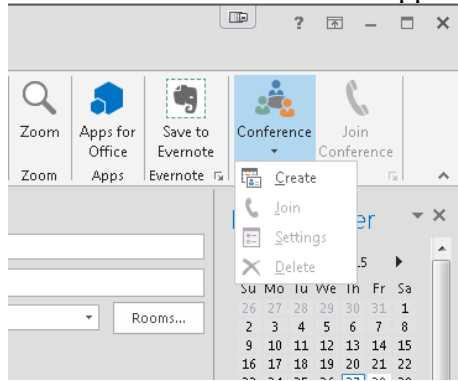 ?
Zoom
Apps for
Office
Save to
Evernote
Conference
Join
Conference
Zoom
Apps
Evernote
Create
Join
Settings
Delete
er
5
Su Mo Tu We Th Fr Sa
26 27 28 29 30 31 1
2 3 4 5 6 7 8
9 10 11 12 13 14 15
16 17 18 19 20 21 22
Rooms...